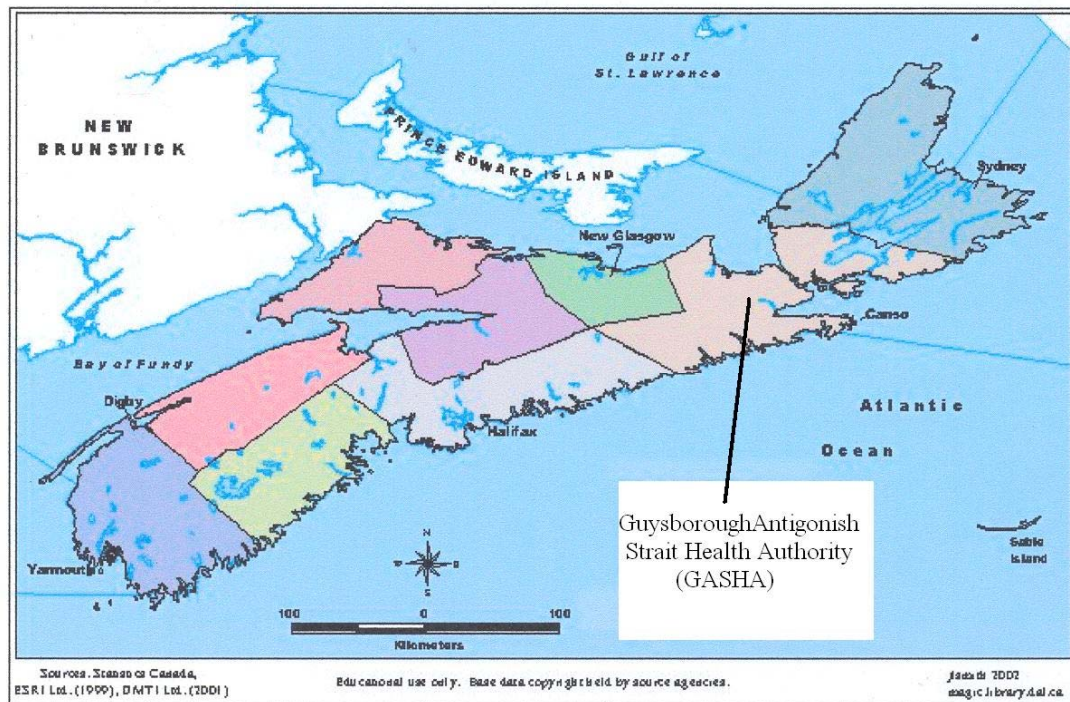 Gulf of
St. Lawrence
NEW
BRUNSWICK
PRINCE EDWARD ISLAND
Sydney
New Glasgow
Canso
Bay of Fundy
Digby
Halifax
Atlantic
Ocean
GuysboroughAntigonish
Strait Health Authority
(GASHA)
N
S
Sable
Island
Yarmouth
100 0 100
Kilometers
Sources. Statistics Canada,
ESRI Ltd. (1999), DMTI Ltd. (2001)
Educational use only. Base data copyright held by source agencies.
2002
magic.library.dal.ca